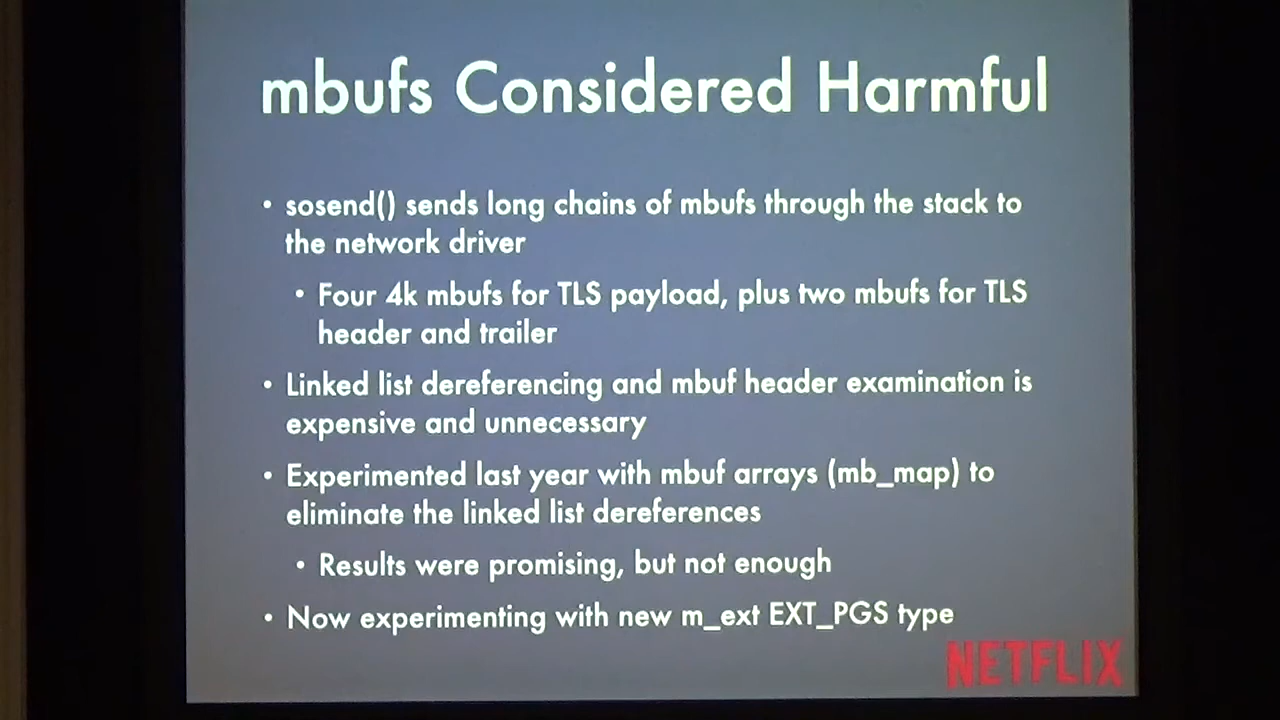 mbufs Considered Harmful
• sosend() sends long chains of mbufs through the stack to
the network driver
• Four 4k mbufs for TLS payload, plus two mbufs for TLS
header and trailer
• Linked list dereferencing and mbuf header examination is
expensive and unnecessary
• Experimented last year with mbuf arrays (mb_map) to
eliminate the linked list dereferences
• Results were promising, but not enough
• Now experimenting with new m_ext EXT_PGS type
NETFLIX